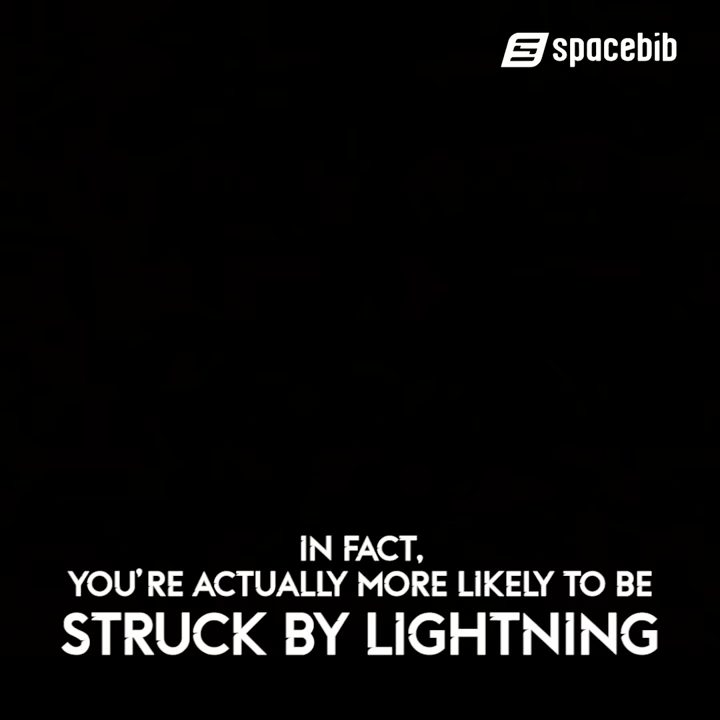 spacebib
IN FACT,
YOU'RE ACTUALLY MORE LIKELY TO BE
STRUCK BY LIGHTNING